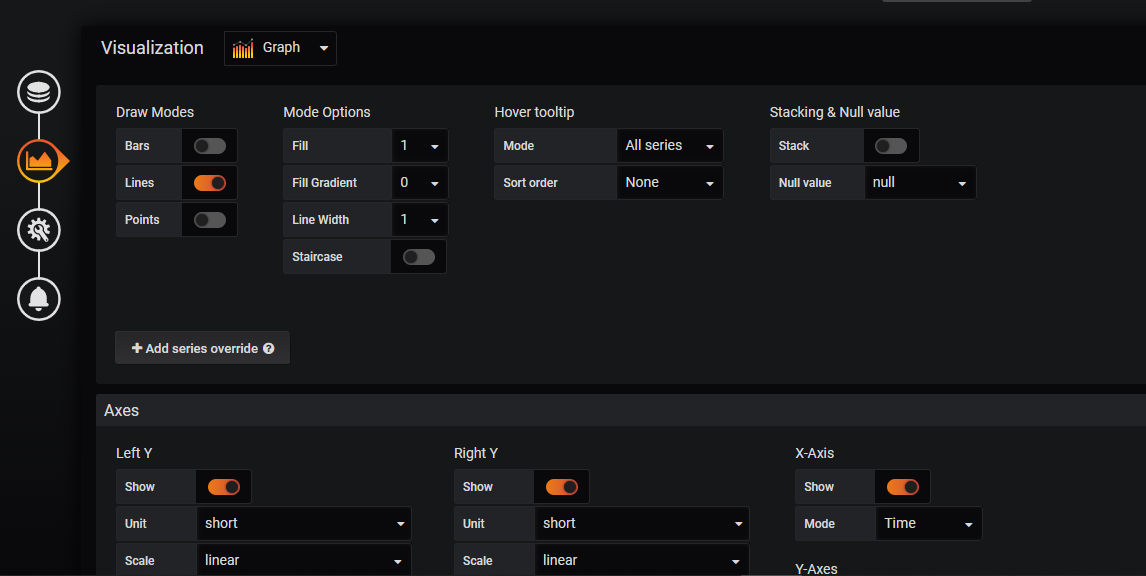 Visualization Graph
Draw Modes Mode Options Hover tooltip Stacking & Null value
Bars Fill 1 Mode All series Stack
Lines Fill Gradient 0 Sort order None Null value null
Points Line Width 1
Staircase
+ Add series override ?
Axes
Left Y Right Y X-Axis
Show Show Show
Unit short Unit short Mode Time
Scale linear Scale linear
Y-Axes